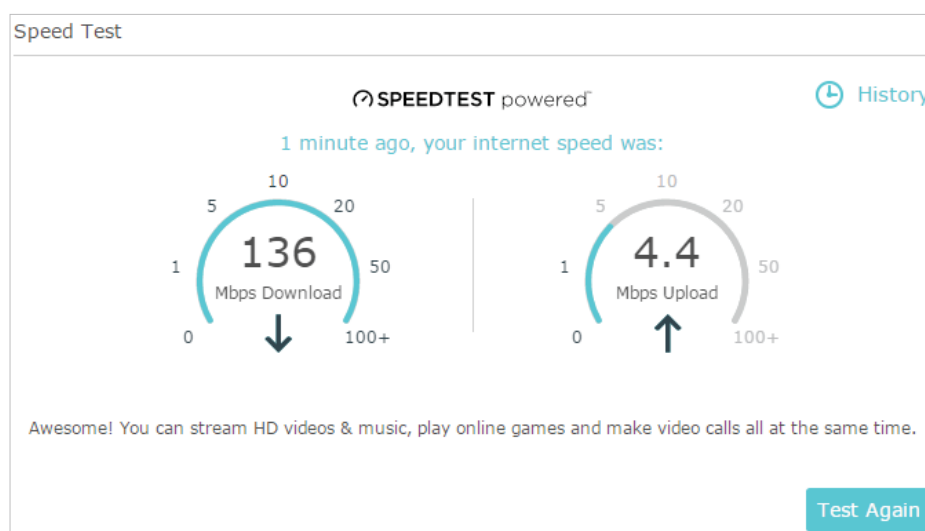 Speed Test
SPEEDTEST powered™
History
1 minute ago, your internet speed was:
10
5 20
136
1 50
Mbps Download
0 100+
10
5 20
4.4
1 50
Mbps Upload
0 100+
Awesome! You can stream HD videos & music, play online games and make video calls all at the same time.
Test Again